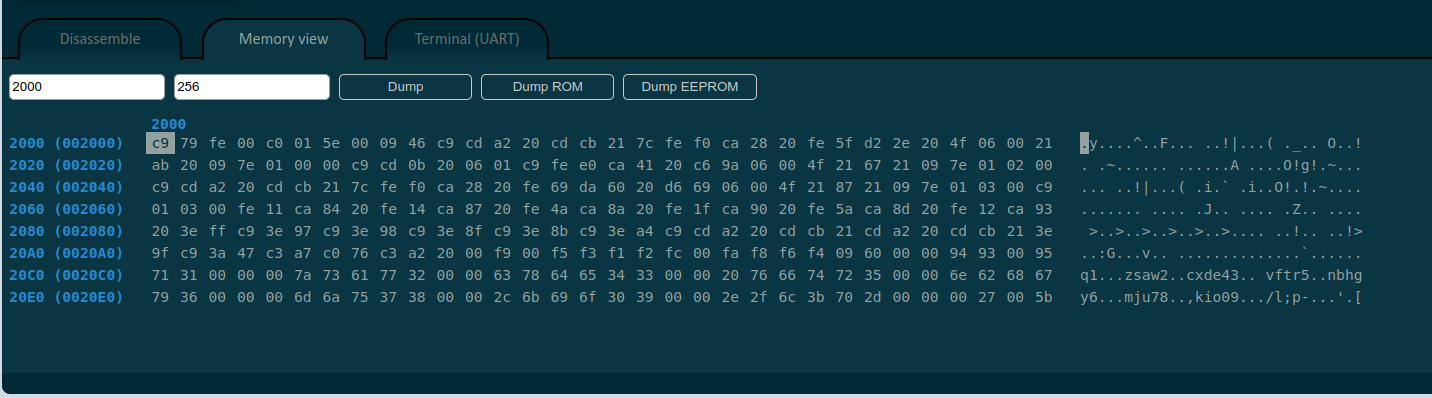 Disassemble Memory view Terminal (UART)
2000 256 Dump Dump ROM Dump EEPROM
2000
2000 (002000) c9 79 fe 00 c0 01 5e 00 09 46 c9 cd a2 20 cd cb 21 7c fe f0 ca 28 20 fe 5f d2 2e 20 4f 06 00 21 .y....^..F... ..!|...( ._.. O..!
2020 (002020) ab 20 09 7e 01 00 00 c9 cd 0b 20 06 01 c9 fe e0 ca 41 20 c6 9a 06 00 4f 21 67 21 09 7e 01 02 00 . .~...... ......A ....O!g!.~...
2040 (002040) c9 cd a2 20 cd cb 21 7c fe f0 ca 28 20 fe 69 da 60 20 d6 69 06 00 4f 21 87 21 09 7e 01 03 00 c9 ... ..!|...( .i.` .i..O!.!.~....
2060 (002060) 01 03 00 fe 11 ca 84 20 fe 14 ca 87 20 fe 4a ca 8a 20 fe 1f ca 90 20 fe 5a ca 8d 20 fe 12 ca 93 ....... .... .J.. .... .Z.. ....
2080 (002080) 20 3e ff c9 3e 97 c9 3e 98 c9 3e 8f c9 3e 8b c9 3e a4 c9 cd a2 20 cd cb 21 cd a2 20 cd cb 21 3e  >..>..>..>..>..>.... ..!.. ..!>
20A0 (0020A0) 9f c9 3a 47 c3 a7 c0 76 c3 a2 20 00 f9 00 f5 f3 f1 f2 fc 00 fa f8 f6 f4 09 60 00 00 94 93 00 95 ..:G...v.. ..............`......
20C0 (0020C0) 71 31 00 00 00 7a 73 61 77 32 00 00 63 78 64 65 34 33 00 00 20 76 66 74 72 35 00 00 6e 62 68 67 q1...zsaw2..cxde43.. vftr5..nbhg
20E0 (0020E0) 79 36 00 00 00 6d 6a 75 37 38 00 00 2c 6b 69 6f 30 39 00 00 2e 2f 6c 3b 70 2d 00 00 00 27 00 5b y6...mju78..,kio09.../l;p-...'.[